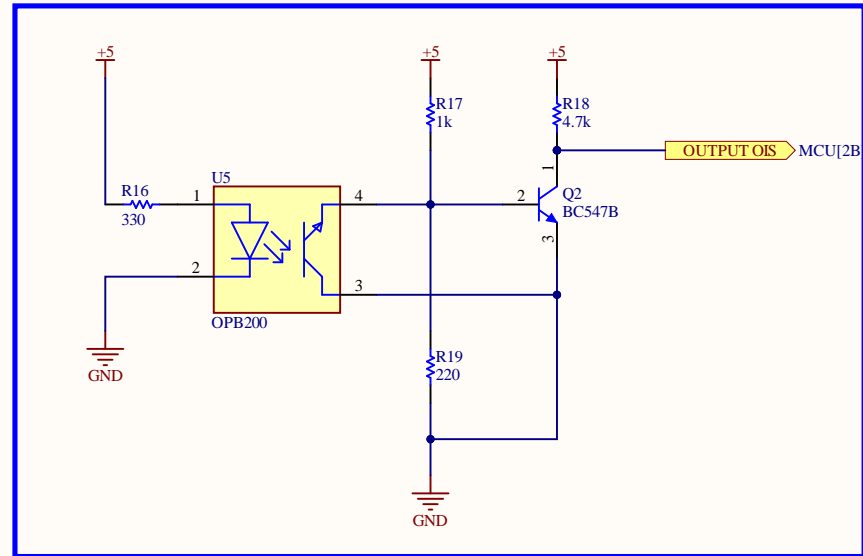 +5
+5
+5
R17
1k
R18
4.7k
OUTPUT OIS
MCU[2B
1
U5
R16
330
1
4
2
Q2
BC547B
3
2
3
OPB200
GND
R19
220
GND